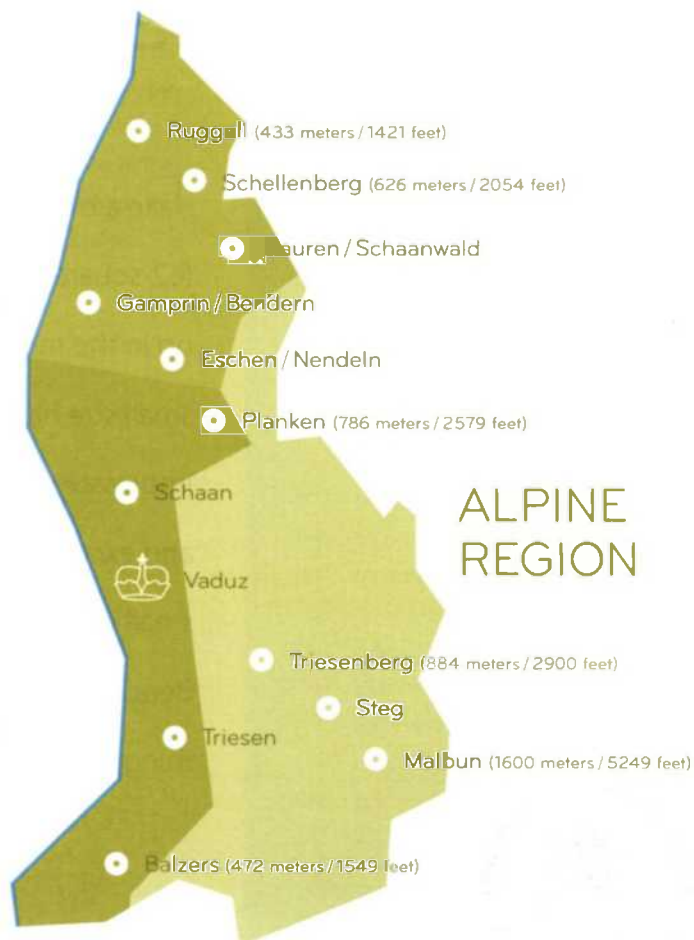 Ruggell (433 meters / 1421 feet)
Schellenberg (626 meters / 2054 feet)
auren / Schaanwald
Gamprin / Bendern
Eschen / Nendeln
Planken (786 meters / 2579 feet)
Schaan
ALPINE
REGION
Vaduz
Triesenberg (884 meters / 2900 feet)
Steg
Triesen
Malbun (1600 meters / 5249 feet)
Balzers (472 meters / 1549 feet)